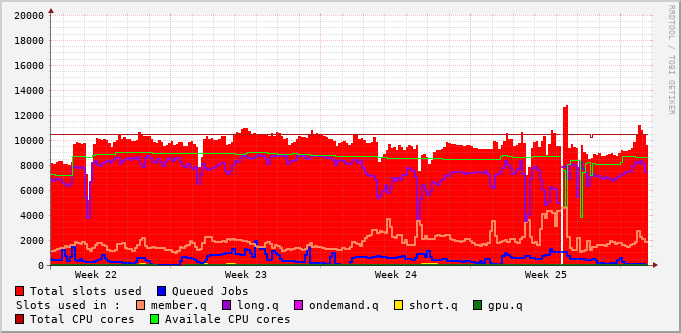 RRDTOOL / TOBI OETIKER
20000
18000
16000
14000
12000
10000
8000
6000
4000
2000
0
Week 22 Week 23 Week 24 Week 25
Total slots used Queued Jobs
Slots used in : member.q long.q ondemand.q short.q gpu.q
Total CPU cores Availale CPU cores